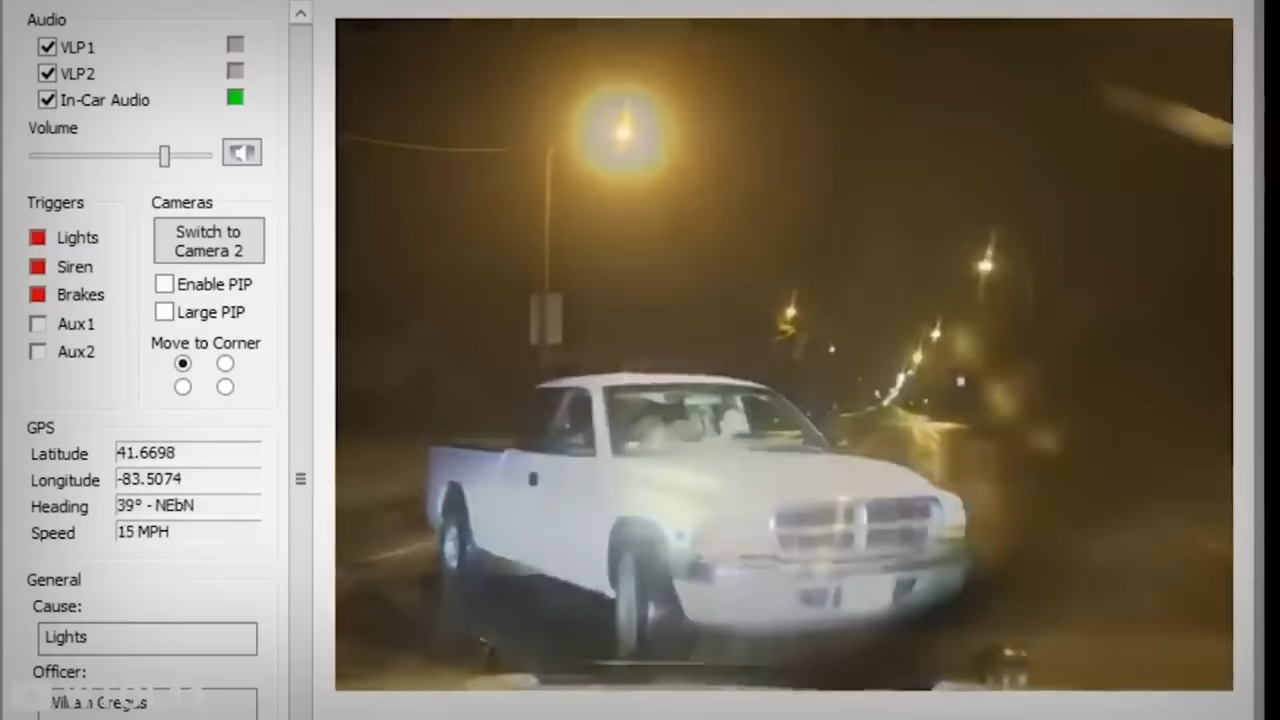 Audio
VLP1
VLP2
In-Car Audio
Volume
Triggers
Lights
Siren
Brakes
Aux1
Aux2
Cameras
Switch to
Camera 2
Enable PIP
Large PIP
Move to Corner
GPS
Latitude 41.6698
Longitude -83.5074
Heading 39° - NEbN
Speed 15 MPH
General
Cause:
Lights
Officer: